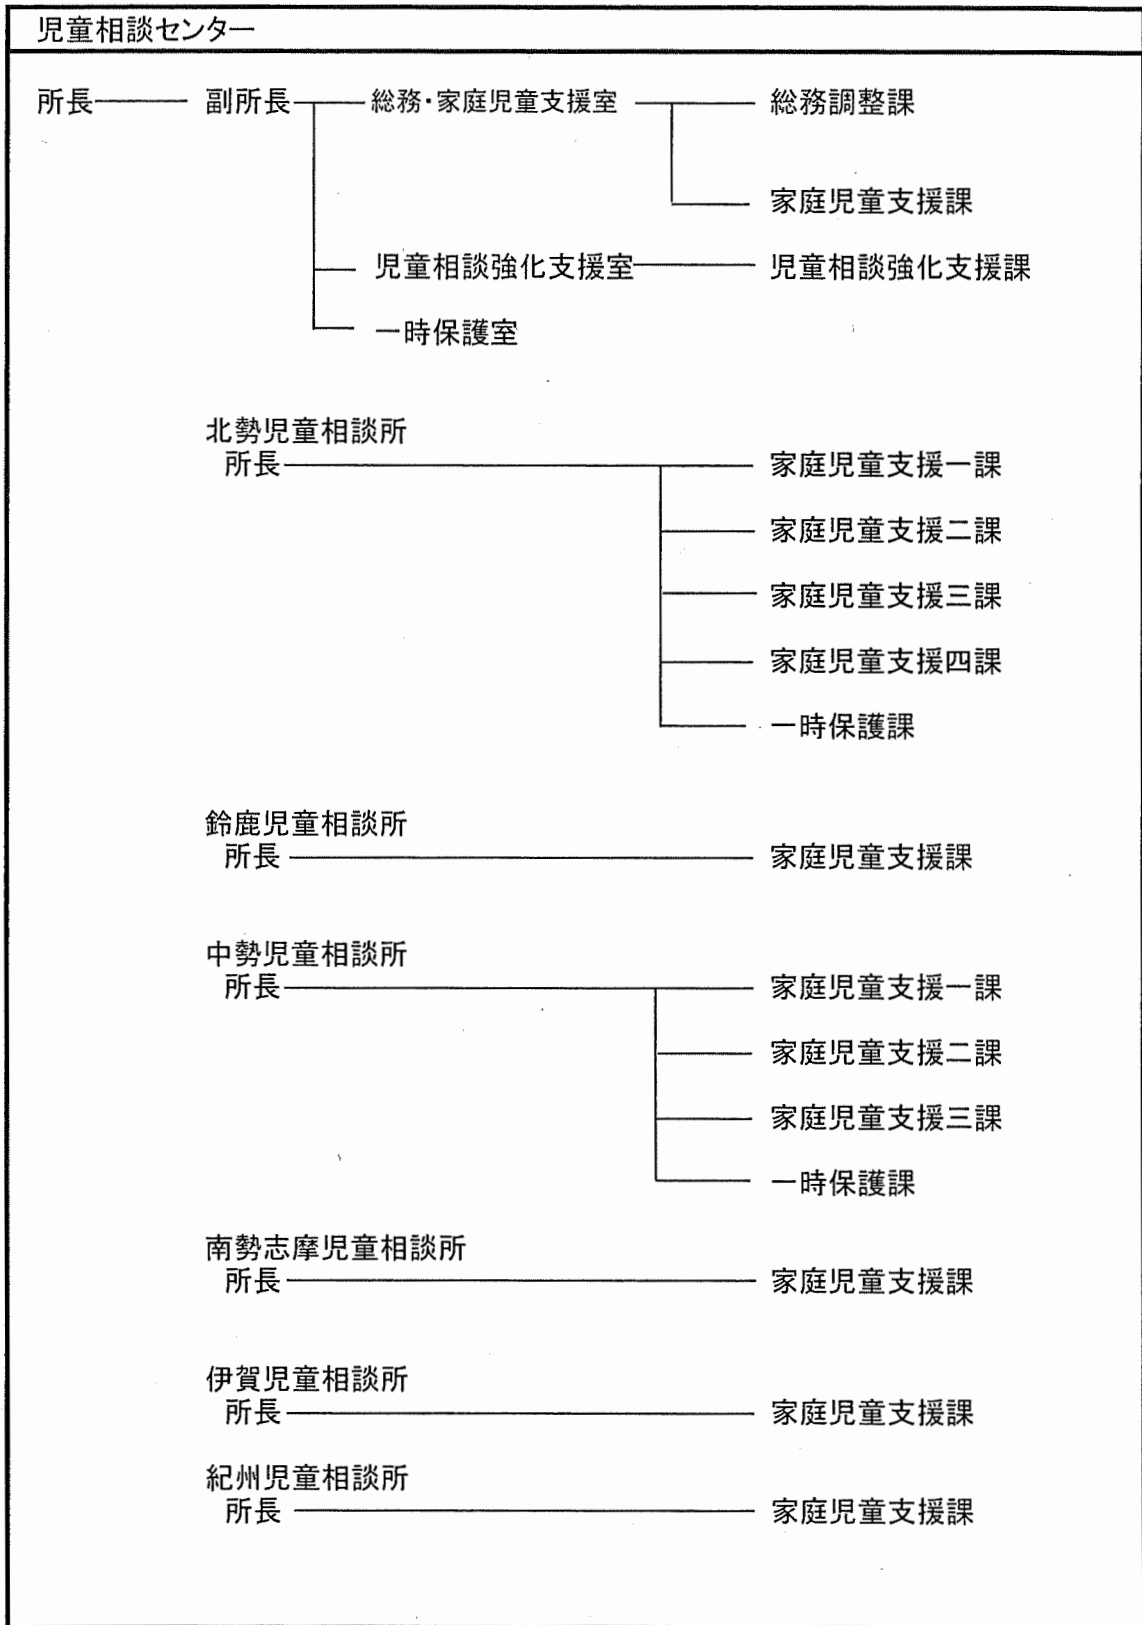 児童相談センター
所長 副所長 総務・家庭児童支援室 総務調整課
家庭児童支援課
児童相談強化支援室 児童相談強化支援課
一時保護室
北勢児童相談所
所長 家庭児童支援一課
家庭児童支援二課
家庭児童支援三課
家庭児童支援四課
一時保護課
鈴鹿児童相談所
所長 家庭児童支援課
中勢児童相談所
所長 家庭児童支援一課
家庭児童支援二課
家庭児童支援三課
一時保護課
南勢志摩児童相談所
所長 家庭児童支援課
伊賀児童相談所
所長 家庭児童支援課
紀州児童相談所
所長 家庭児童支援課